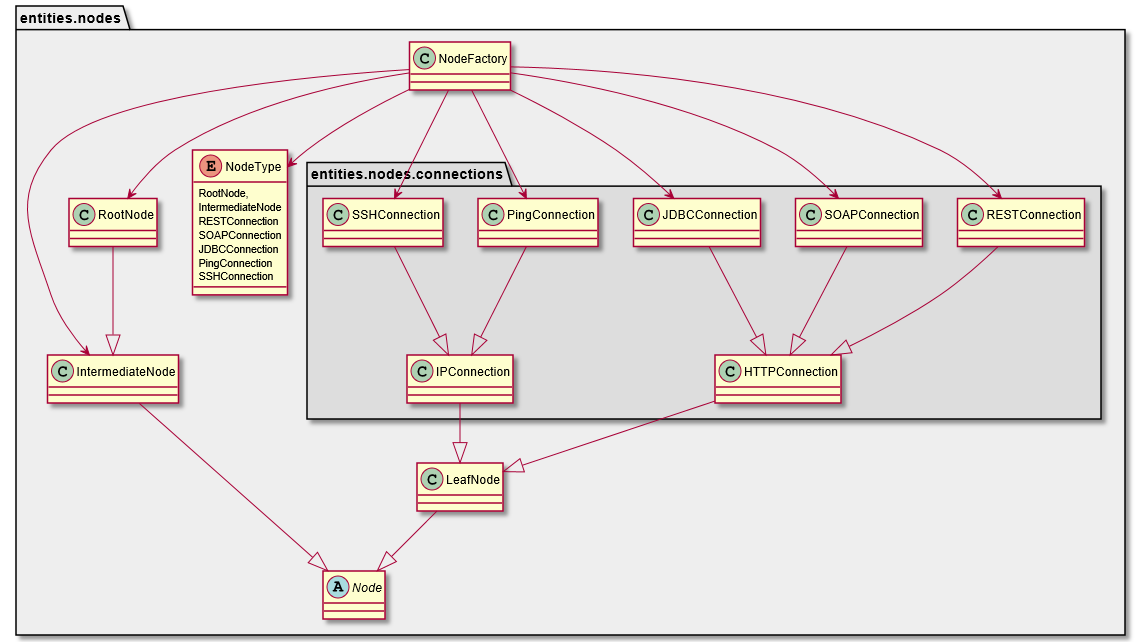 entities.nodes
C NodeFactory
E NodeType
RootNode,
IntermediateNode
RESTConnection
SOAPConnection
JDBCConnection
PingConnection
SSHConnection
entities.nodes.connections
C RootNode
C SSHConnection
C PingConnection
C JDBCConnection
C SOAPConnection
C RESTConnection
C IntermediateNode
C IPConnection
C HTTPConnection
C LeafNode
A Node